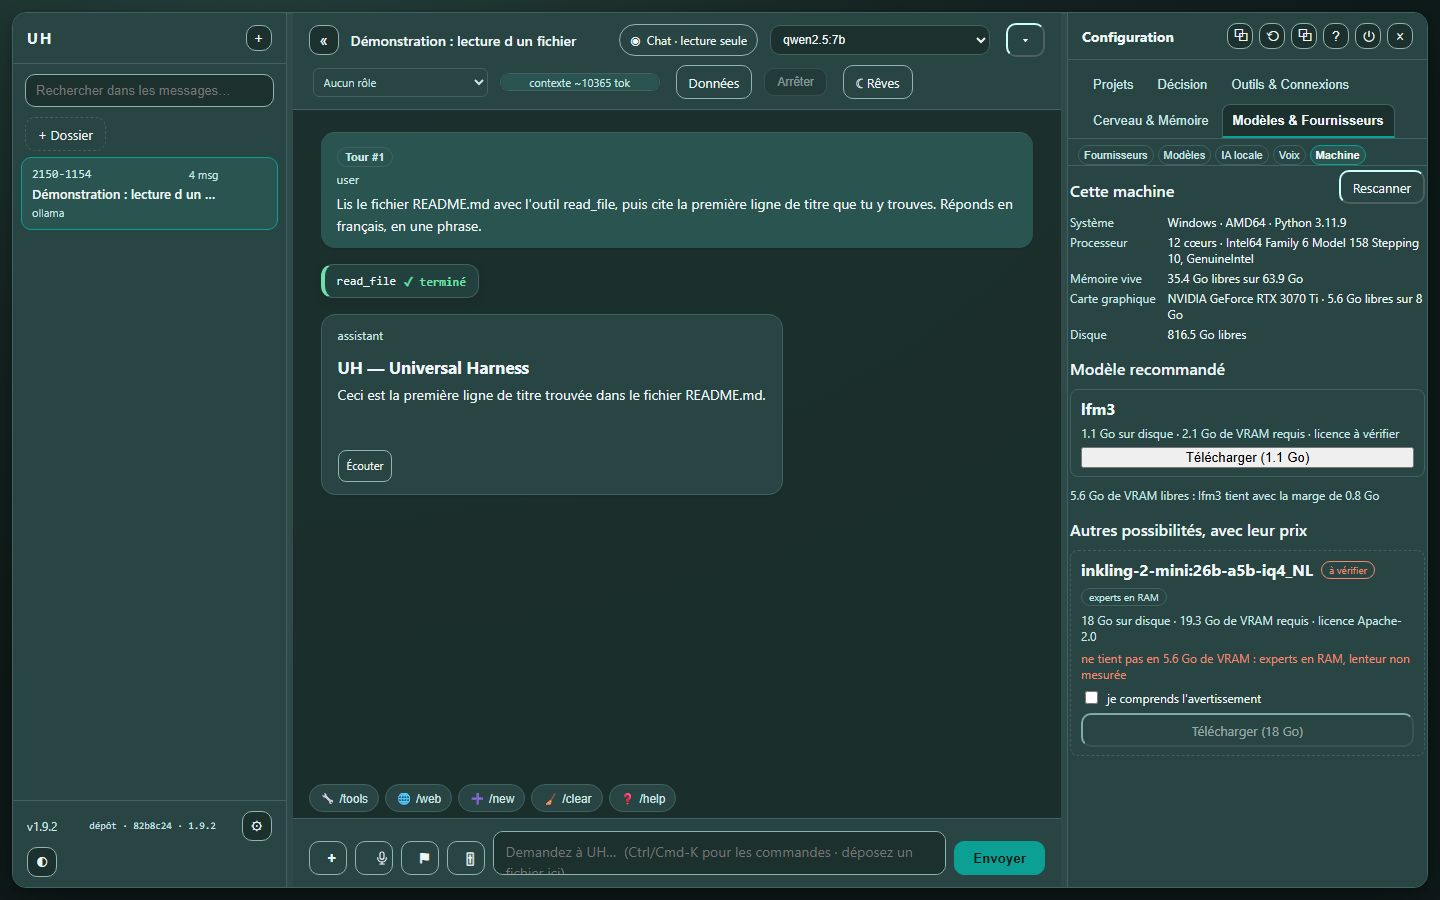 UH
+
Rechercher dans les messages...
+ Dossier
2150-1154
4 msg
Démonstration : lecture d un ...
ollama
v1.9.2
dépôt · 82b8c24 · 1.9.2
«
Démonstration : lecture d un fichier
Chat · lecture seule
qwen2.5:7b
Aucun rôle
contexte ~10365 tok
Données
Arrêter
Rêves
Tour #1
user
Lis le fichier README.md avec l'outil read_file, puis cite la première ligne de titre que tu y trouves. Réponds en
français, en une phrase.
read_file ✓ terminé
assistant
UH — Universal Harness
Ceci est la première ligne de titre trouvée dans le fichier README.md.
Écouter
/tools
/web
/new
/clear
/help
+
Demandez à UH... (Ctrl/Cmd-K pour les commandes · déposez un
fichier ici)
Envoyer
Configuration
?
×
Projets
Décision
Outils & Connexions
Cerveau & Mémoire
Modèles & Fournisseurs
Fournisseurs
Modèles
IA locale
Voix
Machine
Cette machine
Rescanner
Système
Windows · AMD64 · Python 3.11.9
Processeur
12 cœurs · Intel64 Family 6 Model 158 Stepping
10, GenuineIntel
Mémoire vive
35.4 Go libres sur 63.9 Go
Carte graphique
NVIDIA GeForce RTX 3070 Ti · 5.6 Go libres sur 8
Go
Disque
816.5 Go libres
Modèle recommandé
lfm3
1.1 Go sur disque · 2.1 Go de VRAM requis · licence à vérifier
Télécharger (1.1 Go)
5.6 Go de VRAM libres : lfm3 tient avec la marge de 0.8 Go
Autres possibilités, avec leur prix
inkling-2-mini:26b-a5b-iq4_NL
à vérifier
experts en RAM
18 Go sur disque · 19.3 Go de VRAM requis · licence Apache-
2.0
ne tient pas en 5.6 Go de VRAM : experts en RAM, lenteur non
mesurée
je comprends l'avertissement
Télécharger (18 Go)